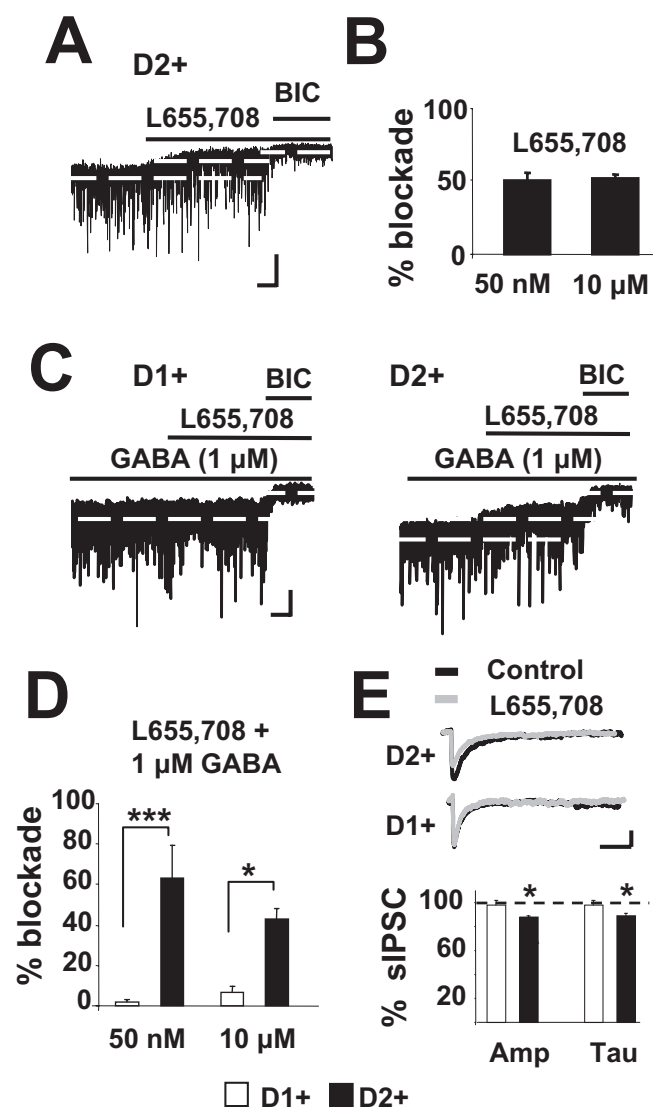 A
D2+
BIC
L655,708
B
% blockade
100
50
0
L655,708
50 nM
10 µM
C
D1+
BIC
L655,708
GABA (1 µM)
D2+
BIC
L655,708
GABA (1 µM)
D
L655,708 +
1 µM GABA
% blockade
100
80
60
40
20
0
***
*
50 nM
10 µM
E
Control
L655,708
D2+
D1+
% sIPSC
100
60
20
*
*
Amp
Tau
D1+
D2+